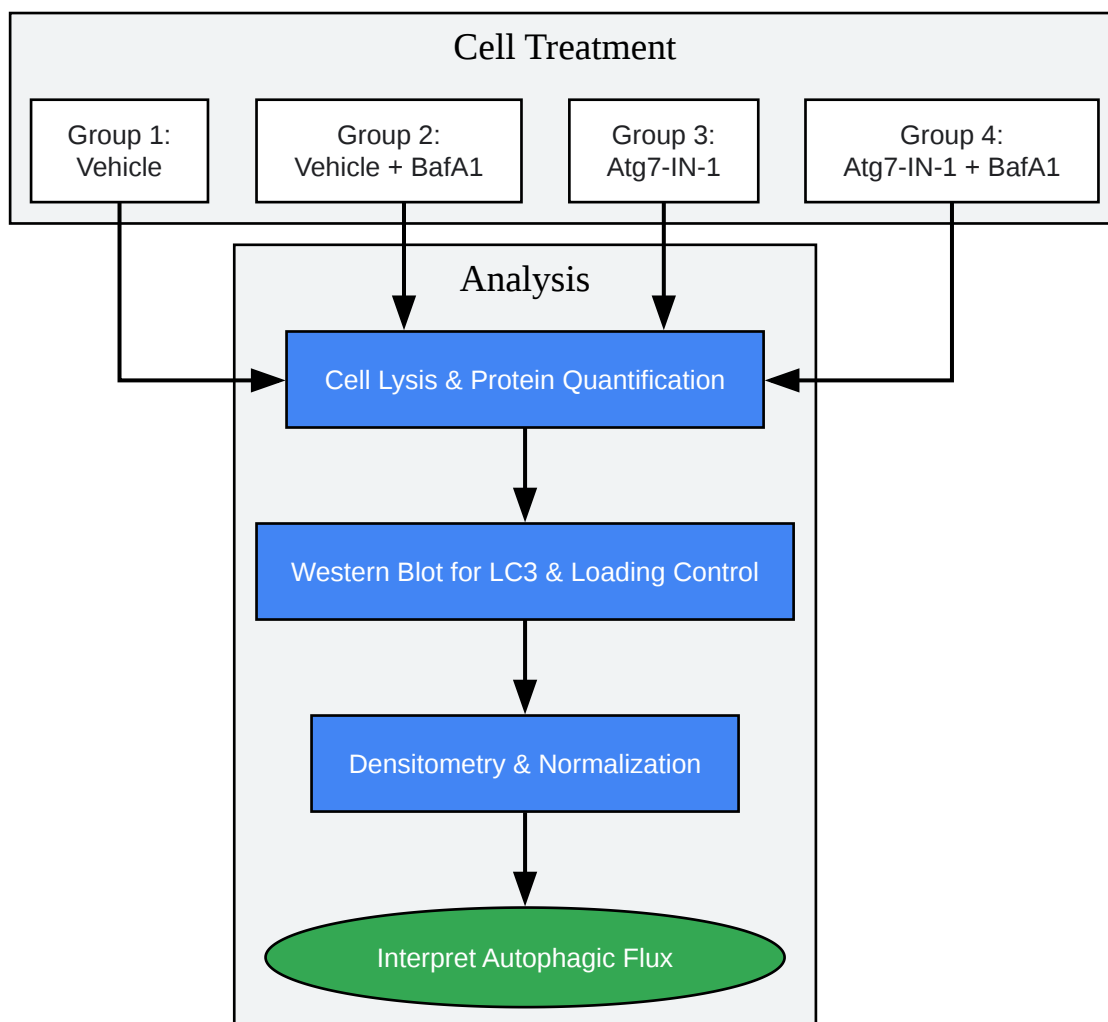 Cell Treatment
Group 1:
Vehicle
Group 2:
Vehicle + BafA1
Group 3:
Atg7-IN-1
Group 4:
Atg7-IN-1 + BafA1
Analysis
Cell Lysis & Protein Quantification
Western Blot for LC3 & Loading Control
Densitometry & Normalization
Interpret Autophagic Flux